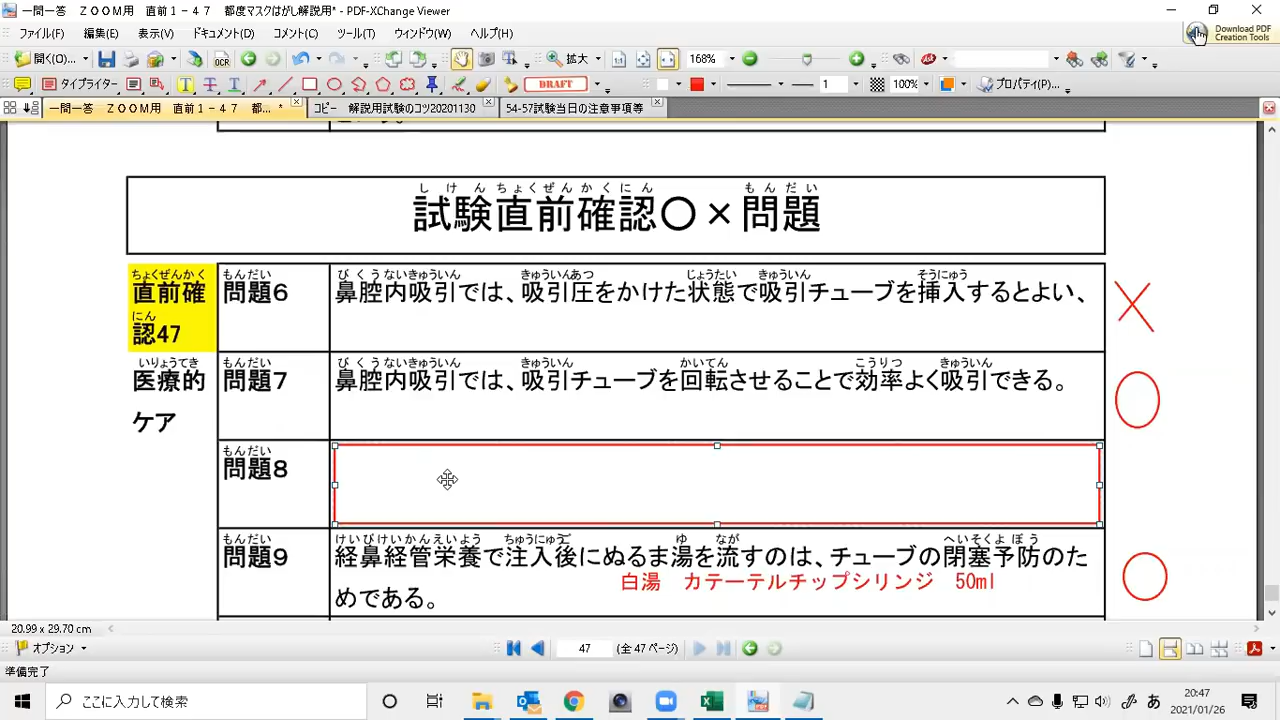 一問一答 ＺＯＯＭ用 直前１－４７ 都度マスクはがし解説用* - PDF-XChange Viewer
ファイル(F) 編集(E) 表示(V) ドキュメント(D) コメント(C) ツール(T) ウィンドウ(W) ヘルプ(H)
Download PDF
Creation Tools
開く(O)... OCR 拡大 168%
タイプライター T T T DRAFT 1 100% プロパティ(P)...
一問一答 ＺＯＯＭ用 直前１－４７ 都... * コピー 解説用試験のコツ20201130 54-57試験当日の注意事項等
しけんちょくぜんかくにん もんだい
試験直前確認〇×問題
ちょくぜんかく もんだい びくうないきゅういん きゅういんあつ じょうたい きゅういん そうにゅう
直前確 問題６ 鼻腔内吸引では、吸引圧をかけた状態で吸引チューブを挿入するとよい、
にん
認47
いりょうてき もんだい びくうないきゅういん きゅういん かいてん こうりつ きゅういん
医療的 問題７ 鼻腔内吸引では、吸引チューブを回転させることで効率よく吸引できる。
ケア
もんだい
問題８
もんだい けいびけいかんえいよう ちゅうにゅうご ゆ なが へいそくよぼう
問題９ 経鼻経管栄養で注入後にぬるま湯を流すのは、チューブの閉塞予防のた
白湯 カテーテルチップシリンジ 50ml
めである。
20.99 x 29.70 cm
オプション 47 (全 47 ページ)
準備完了
ここに入力して検索 あ 20:47
2021/01/26